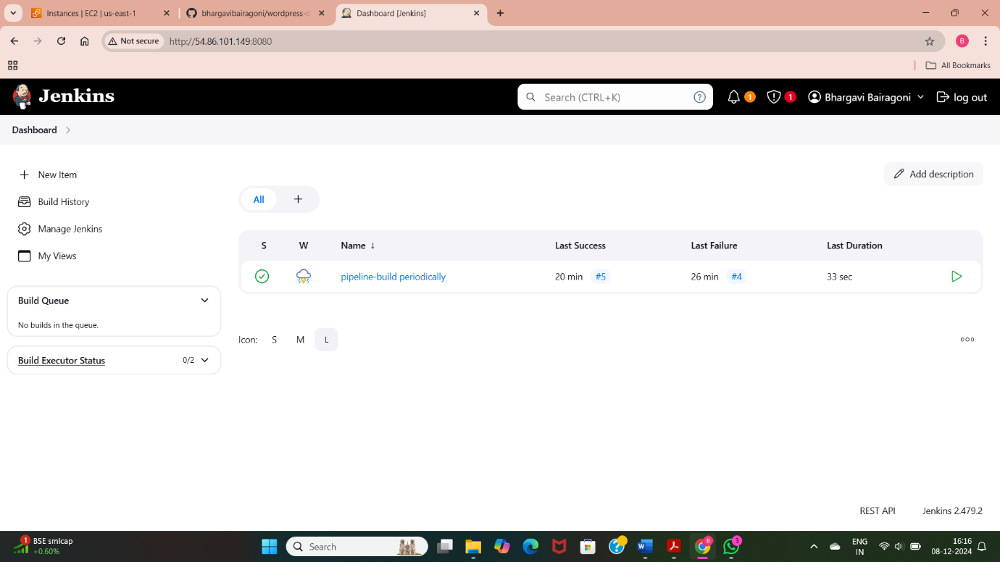 Instances | EC2 | us-east-1
bhargavibairagoni/wordpress-d
Dashboard [Jenkins]
Not secure
http://54.86.101.149:8080
B
All Bookmarks
Jenkins
Search (CTRL+K)
?
1
1
Bhargavi Bairagoni
log out
Dashboard
New Item
Build History
Manage Jenkins
My Views
Add description
All
+
S W Name ↓ Last Success Last Failure Last Duration
pipeline-build periodically 20 min #5 26 min #4 33 sec
Build Queue
No builds in the queue.
Build Executor Status 0/2
Icon: S M L
REST API Jenkins 2.479.2
1
BSE smlcap
+0.60%
Search
8
3
ENG
IN
16:16
08-12-2024